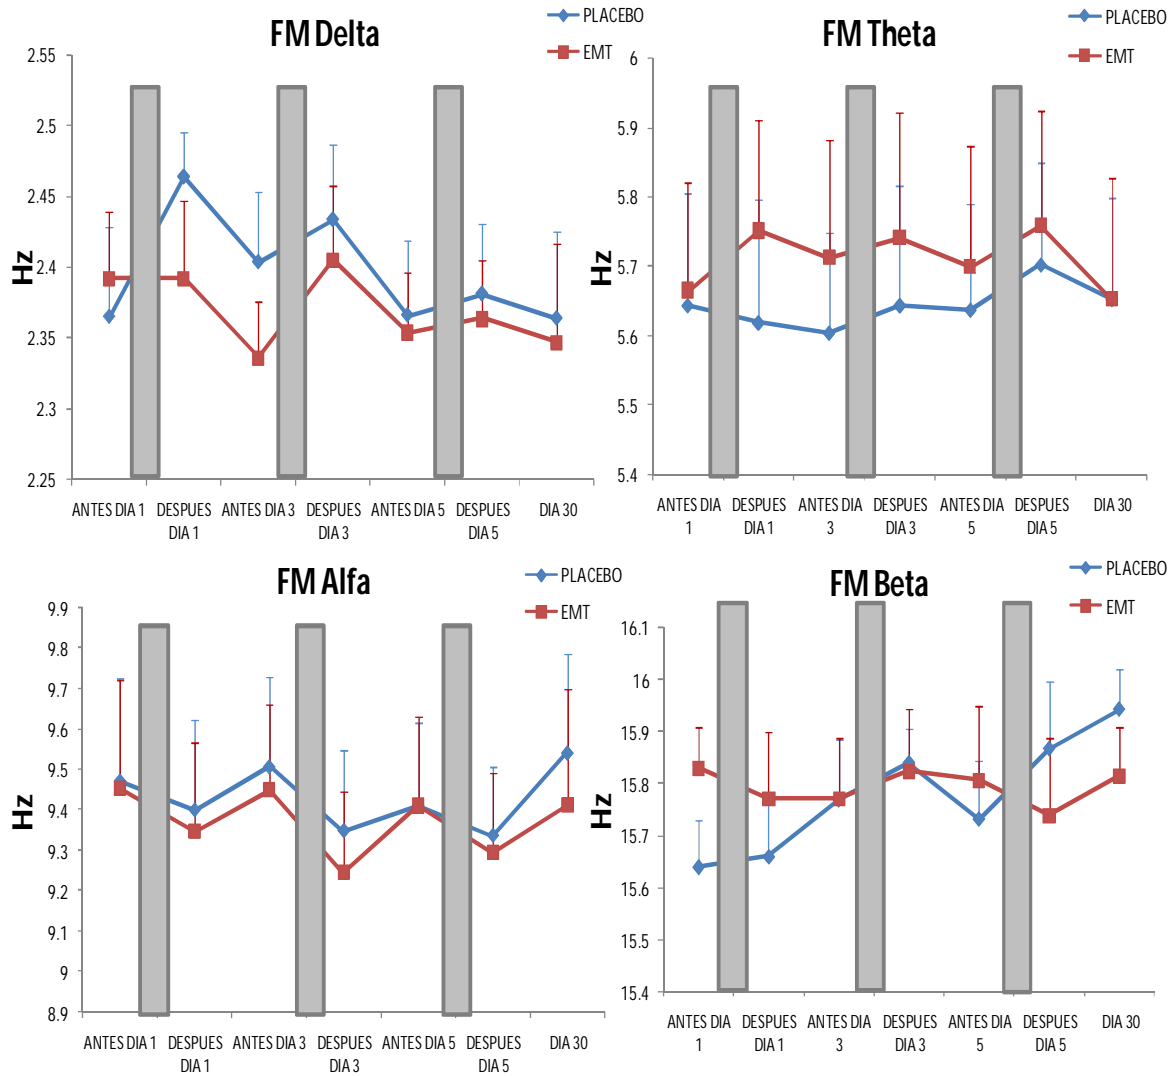 FM Delta
PLACEBO
EMT
Hz
2.55
2.5
2.45
2.4
2.35
2.3
2.25
ANTES DIA 1
DESPUES
DIA 1
ANTES DIA 3
DESPUES
DIA 3
ANTES DIA 5
DESPUES
DIA 5
DIA 30
FM Theta
PLACEBO
EMT
Hz
6
5.9
5.8
5.7
5.6
5.5
5.4
ANTES DIA
1
DESPUES
DIA 1
ANTES DIA
3
DESPUES
DIA 3
ANTES DIA
5
DESPUES
DIA 5
DIA 30
FM Alfa
PLACEBO
EMT
Hz
9.9
9.8
9.7
9.6
9.5
9.4
9.3
9.2
9.1
9
8.9
ANTES DIA 1
DESPUES
DIA 1
ANTES DIA 3
DESPUES
DIA 3
ANTES DIA 5
DESPUES
DIA 5
DIA 30
FM Beta
PLACEBO
EMT
Hz
16.1
16
15.9
15.8
15.7
15.6
15.5
15.4
ANTES DIA
1
DESPUES
DIA 1
ANTES DIA
3
DESPUES
DIA 3
ANTES DIA
5
DESPUES
DIA 5
DIA 30